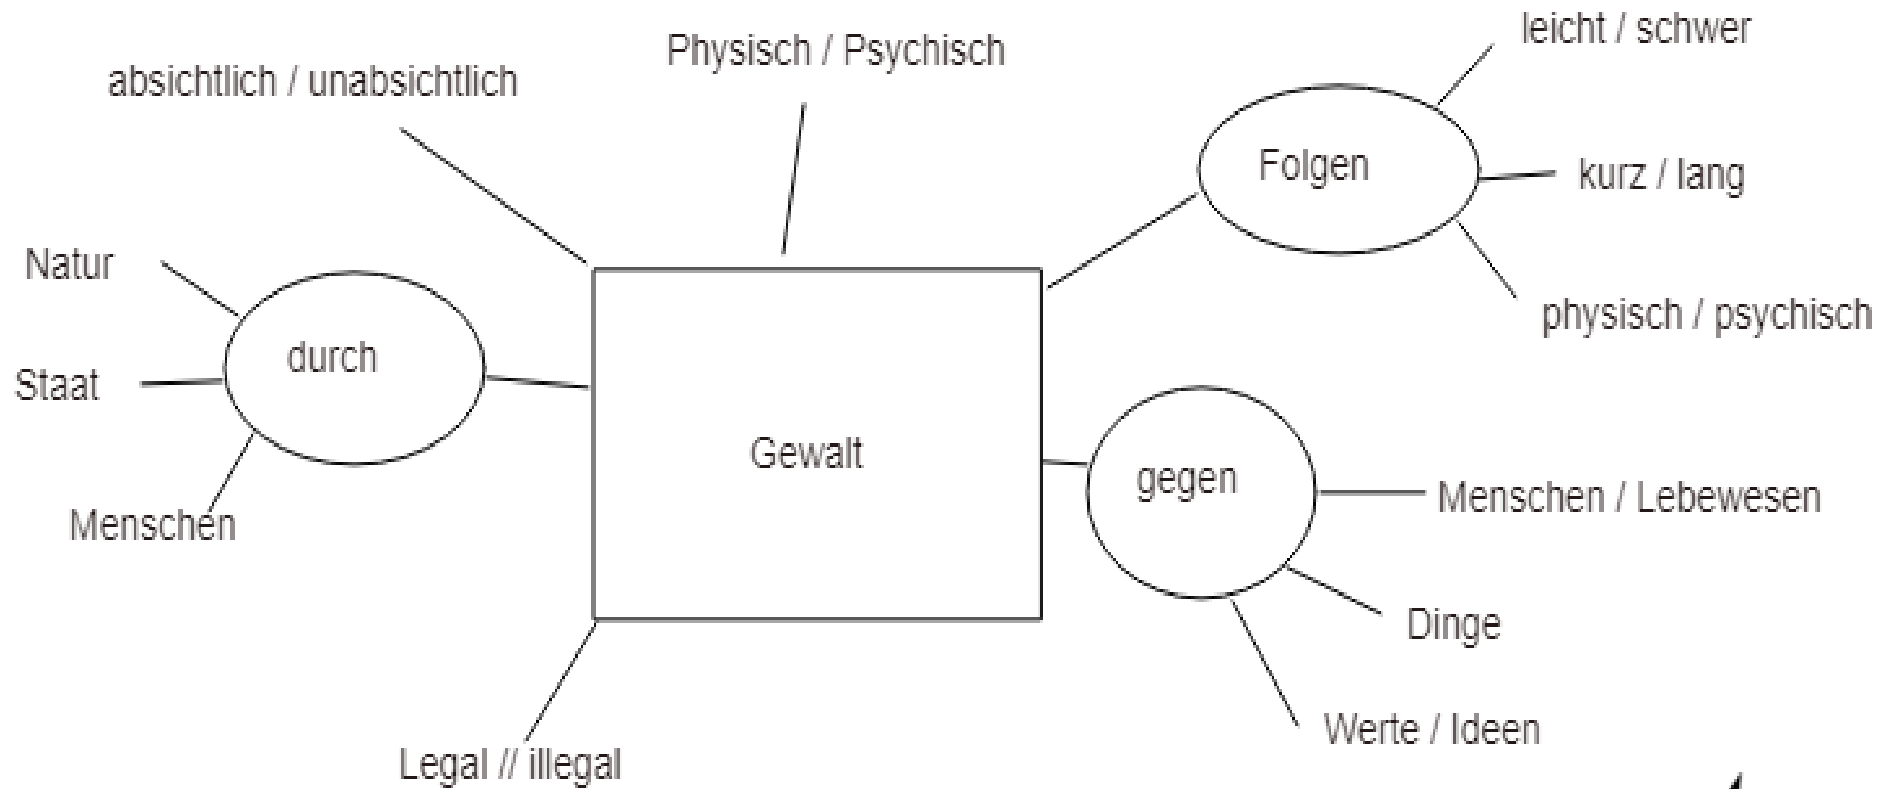 leicht / schwer
Physisch / Psychisch
absichtlich / unabsichtlich
Folgen
kurz / lang
Natur
physisch / psychisch
durch
Staat
Gewalt
gegen
Menschen / Lebewesen
Menschen
Dinge
Werte / Ideen
Legal // illegal